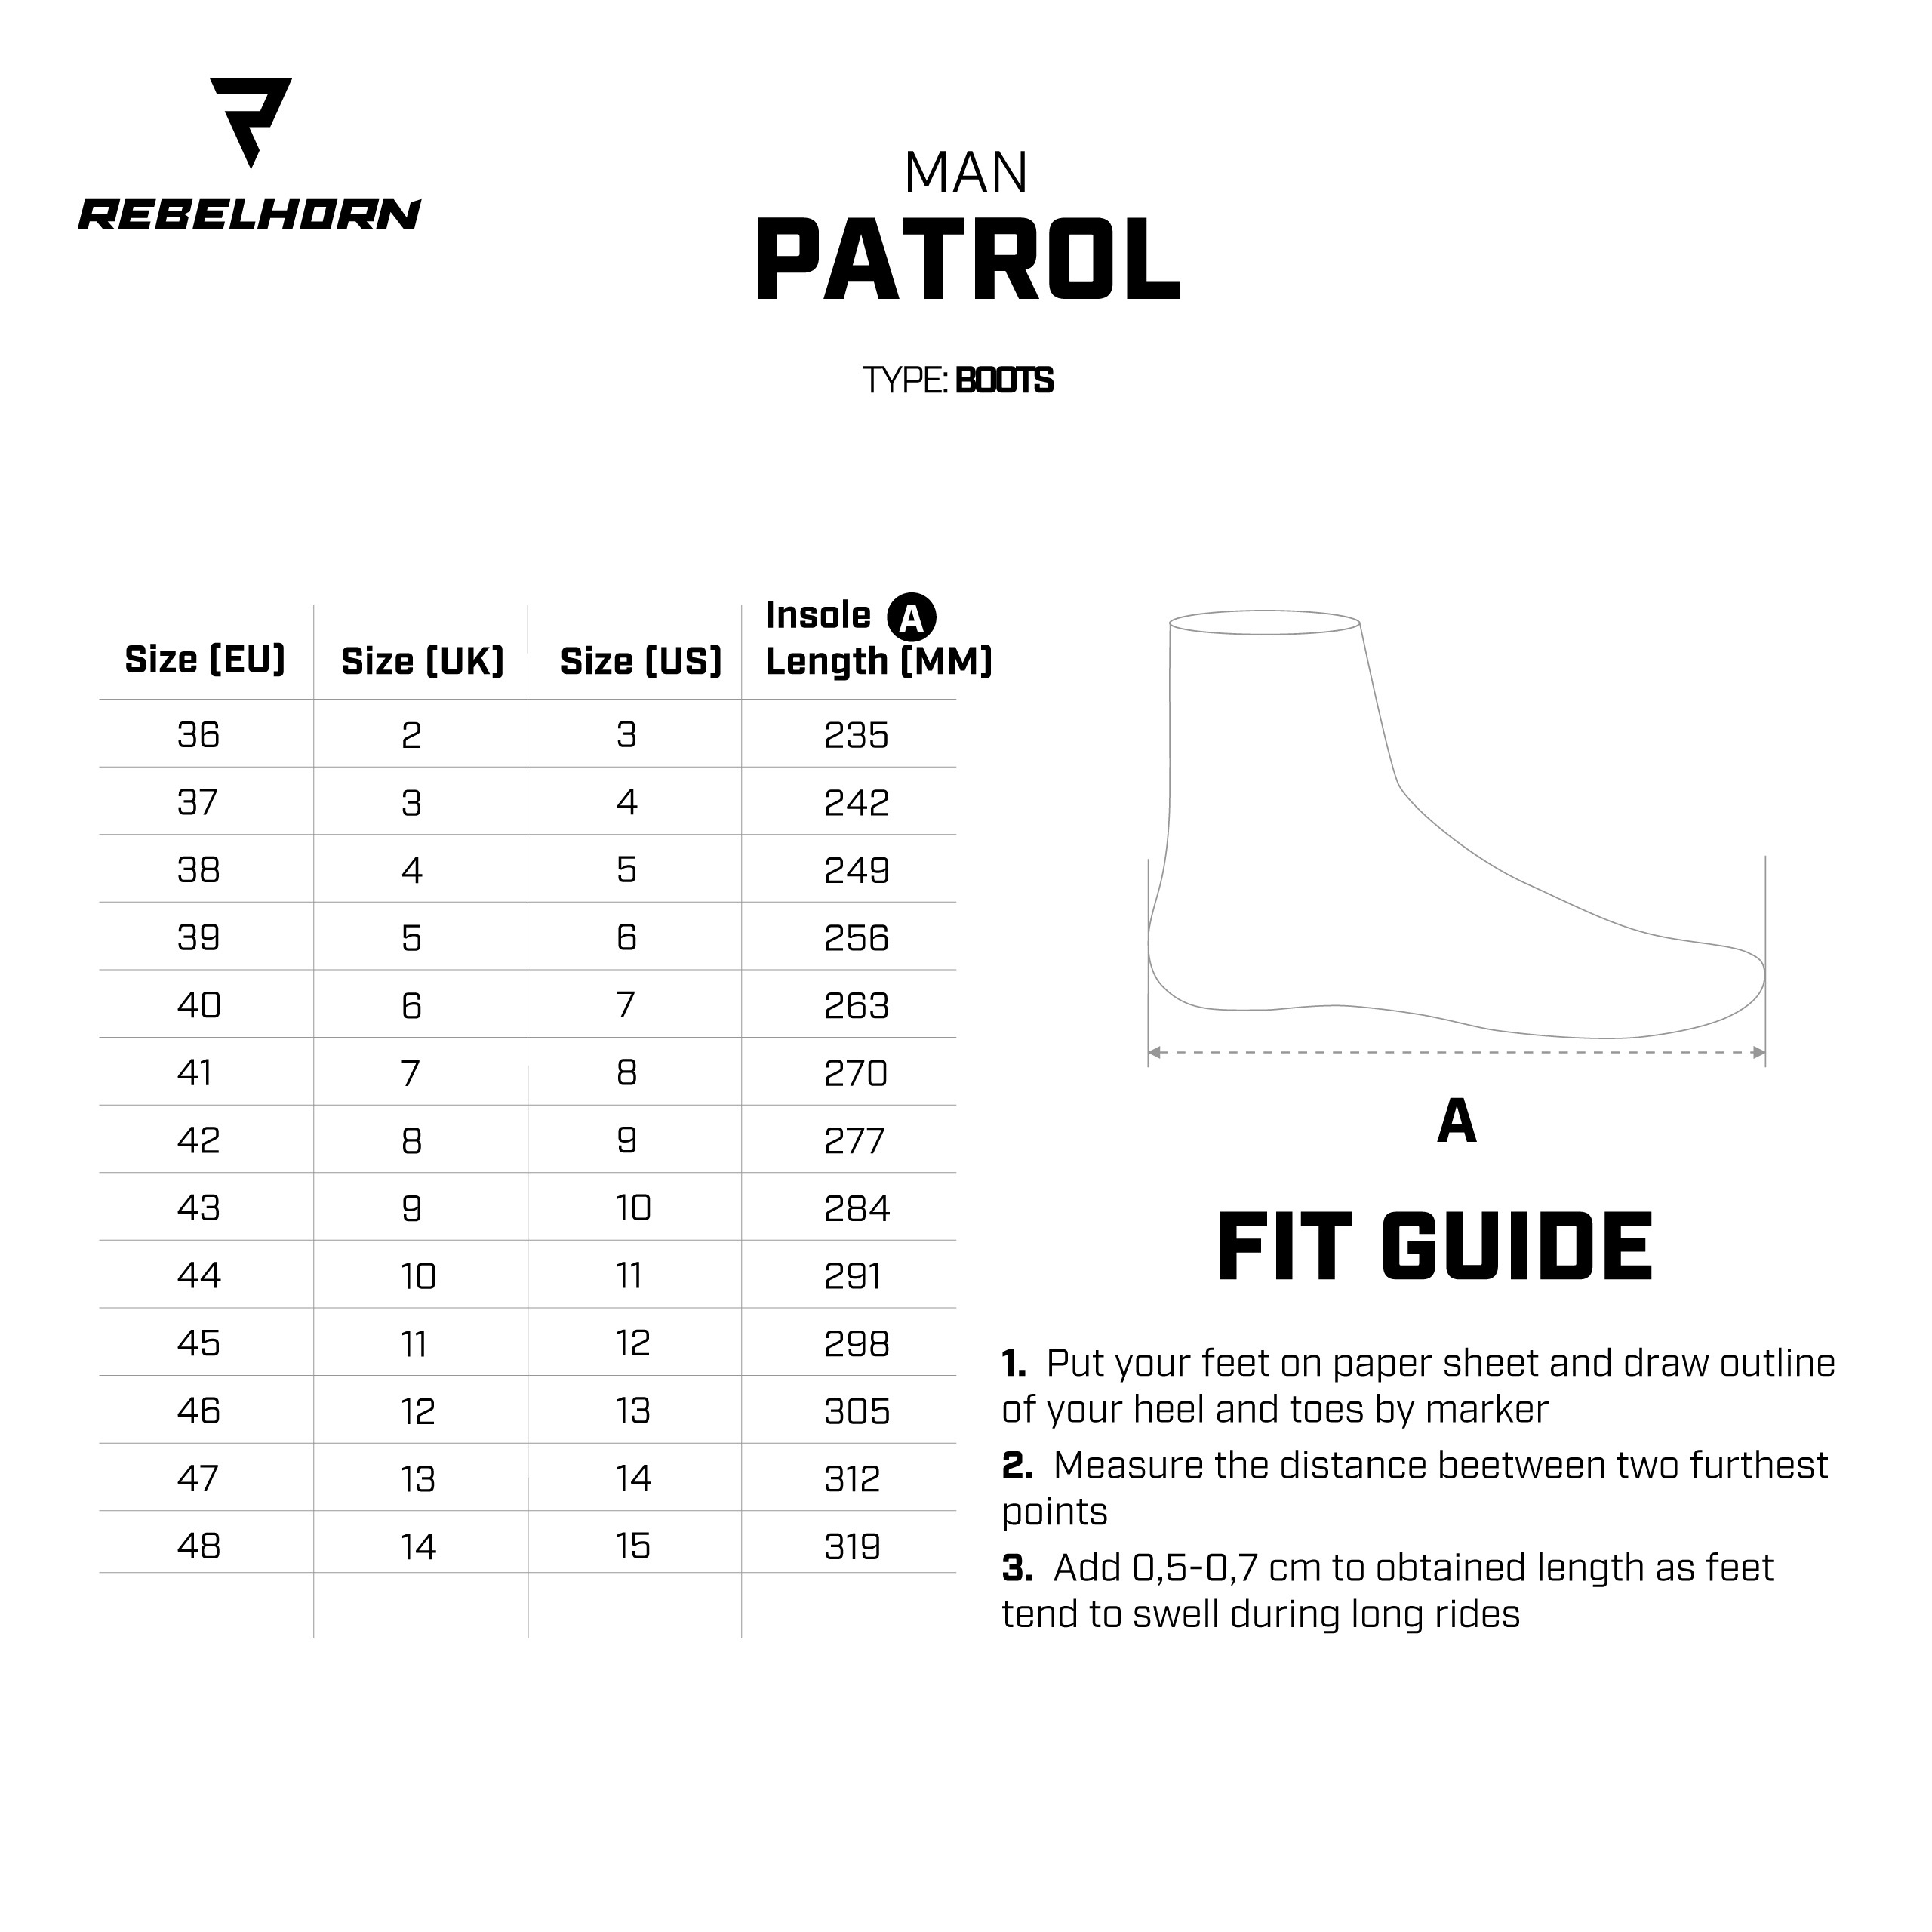 REBELHORN
MAN
PATROL
TYPE: BOOTS
Insole A
Size (EU) Size (UK) Size (US) Length (MM)
36 2 3 235
37 3 4 242
38 4 5 249
39 5 6 256
40 6 7 263
41 7 8 270
42 8 9 277
43 9 10 284
44 10 11 291
45 11 12 298
46 12 13 305
47 13 14 312
48 14 15 319
A
FIT GUIDE
1. Put your feet on paper sheet and draw outline
of your heel and toes by marker
2. Measure the distance beetween two furthest
points
3. Add 0,5-0,7 cm to obtained length as feet
tend to swell during long rides